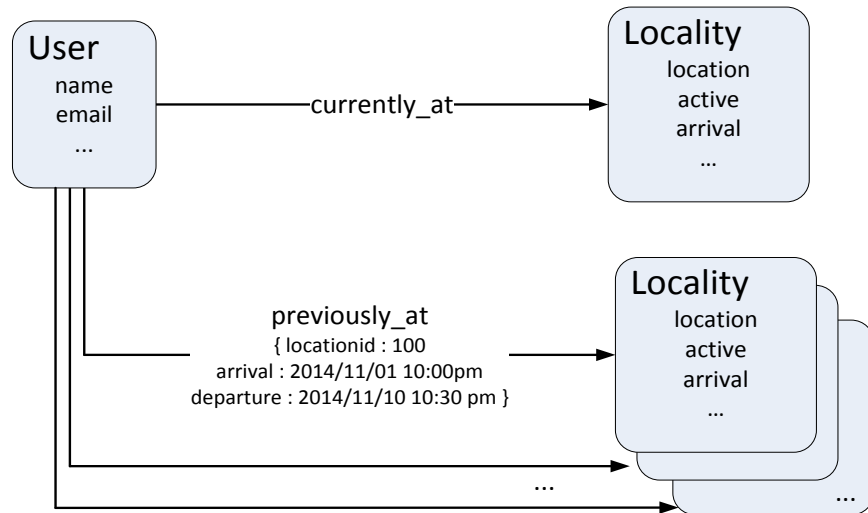 User
name
email
...
currently_at
Locality
location
active
arrival
...
previously_at
{ locationid : 100
arrival : 2014/11/01 10:00pm
departure : 2014/11/10 10:30 pm }
Locality
location
active
arrival
...
...
...